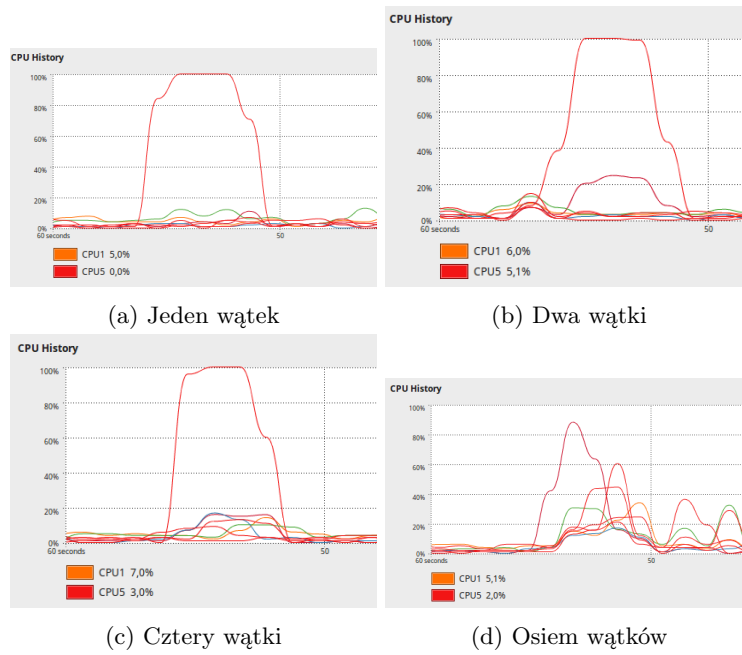 CPU History
100%
80%
60%
40%
20%
0%
60 seconds
50
CPU1 5,0%
CPU5 0,0%
(a) Jeden wątek
CPU History
100%
80%
60%
40%
20%
0%
60 seconds
50
CPU1 6,0%
CPU5 5,1%
(b) Dwa wątki
CPU History
100%
80%
60%
40%
20%
0%
60 seconds
50
CPU1 7,0%
CPU5 3,0%
(c) Cztery wątki
CPU History
100%
80%
60%
40%
20%
0%
60 seconds
50
CPU1 5,1%
CPU5 2,0%
(d) Osiem wątków